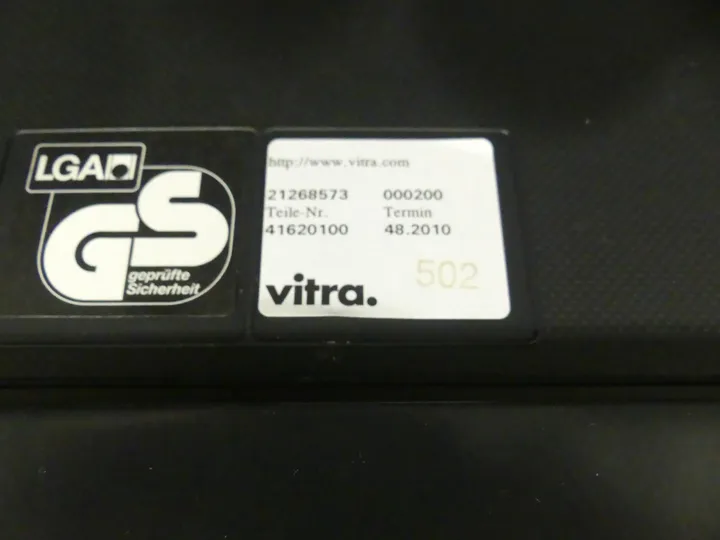 LGA
GS
geprüfte
Sicherheit
http://www.vitra.com
21268573 000200
Teile-Nr. Termin
41620100 48.2010
502
vitra.